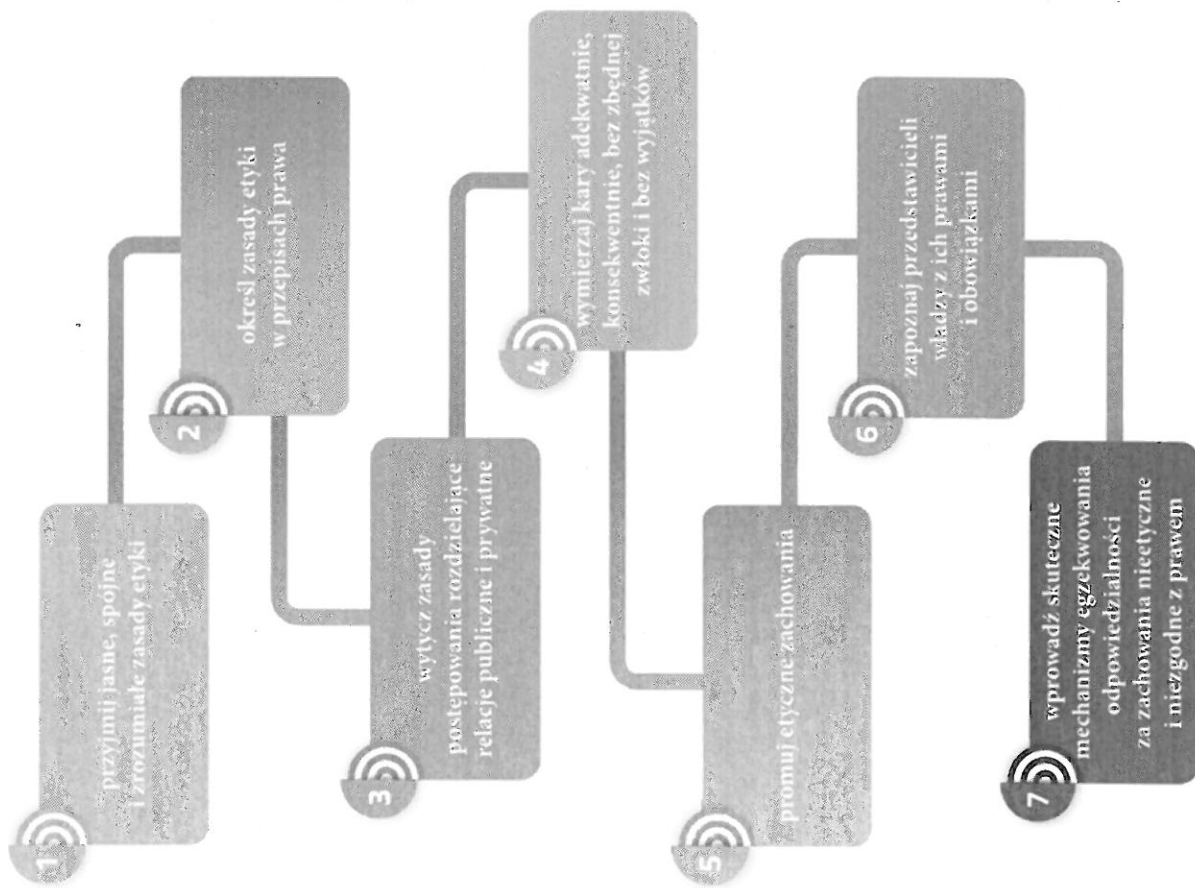 1
przyjmij jasne, spojne
i zrozumiałe zasady etyki
2
określ zasady etyki
w przepisach prawa
3
wytycz zasady
postępowania rozdzielające
relacje publiczne i prywatne
4
wymierzaj kary adekwatnie,
konsekwentnie, bez zbędnej
zwłoki i bez wyjątków
5
promuj etyczne zachowania
6
zapoznaj przedstawicieli
władzy z ich prawami
i obowiązkami
7
wprowadź skuteczne
mechanizmy egzekwowania
odpowiedzialności
za zachowania nieetyczne
i niezgodne z prawem